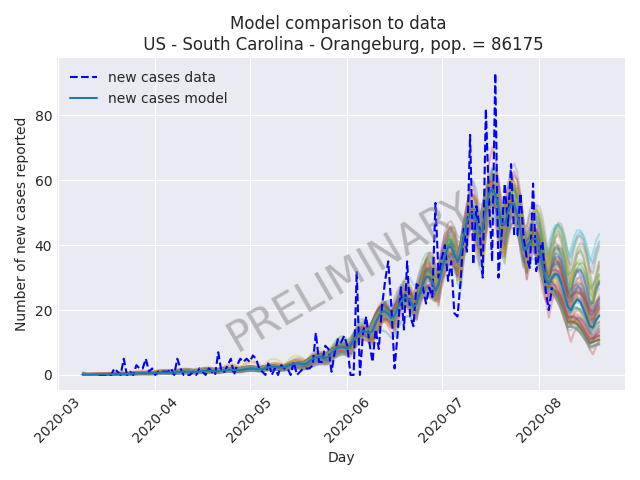 Model comparison to data
US - South Carolina - Orangeburg, pop. = 86175
new cases data
new cases model
Number of new cases reported
80
60
40
20
0
PRELIMINARY
2020-03
2020-04
2020-05
2020-06
2020-07
2020-08
Day